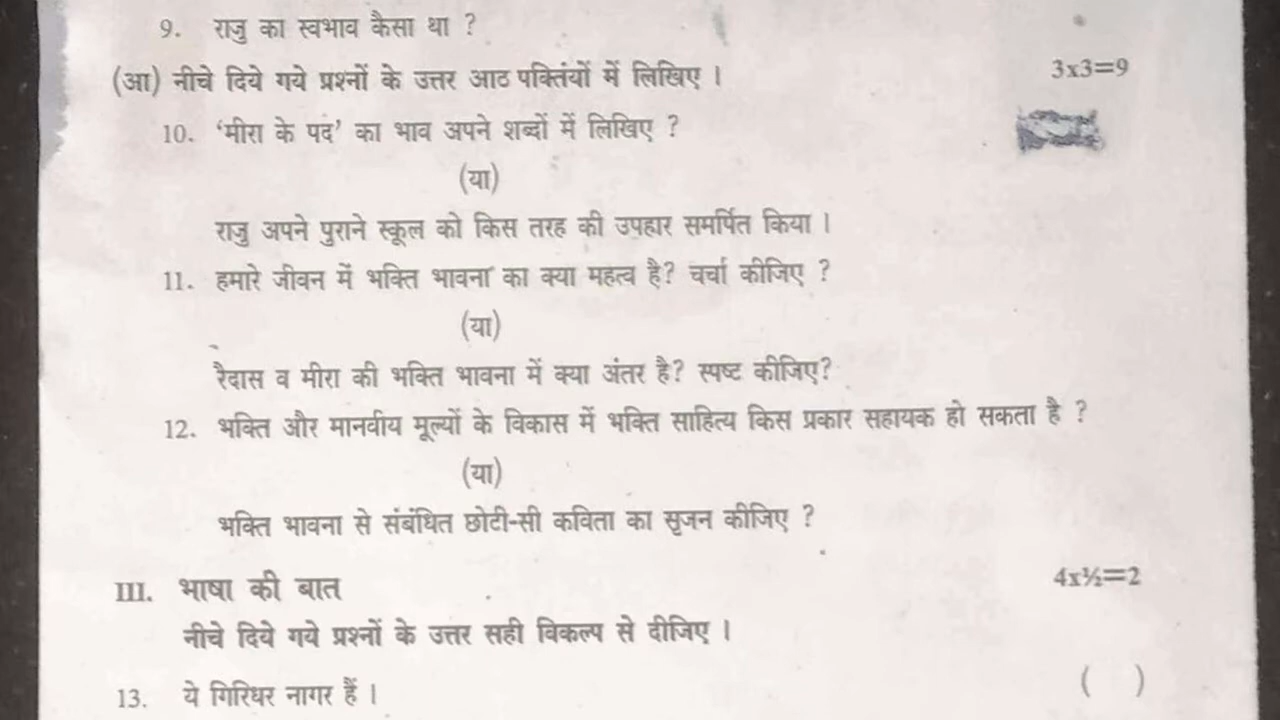 9. राजु का स्वभाव कैसा था ?
(आ) नीचे दिये गये प्रश्नों के उत्तर आठ पक्तिंयों में लिखिए । 3x3=9
10. ‘मीरा के पद’ का भाव अपने शब्दों में लिखिए ?
(या)
राजु अपने पुराने स्कूल को किस तरह की उपहार समर्पित किया ।
11. हमारे जीवन में भक्ति भावना का क्या महत्व है? चर्चा कीजिए ?
(या)
रैदास व मीरा की भक्ति भावना में क्या अंतर है? स्पष्ट कीजिए?
12. भक्ति और मानवीय मूल्यों के विकास में भक्ति साहित्य किस प्रकार सहायक हो सकता है ?
(या)
भक्ति भावना से संबंधित छोटी-सी कविता का सृजन कीजिए ?
III. भाषा की बात 4x½=2
नीचे दिये गये प्रश्नों के उत्तर सही विकल्प से दीजिए ।
13. ये गिरिधर नागर हैं । ( )